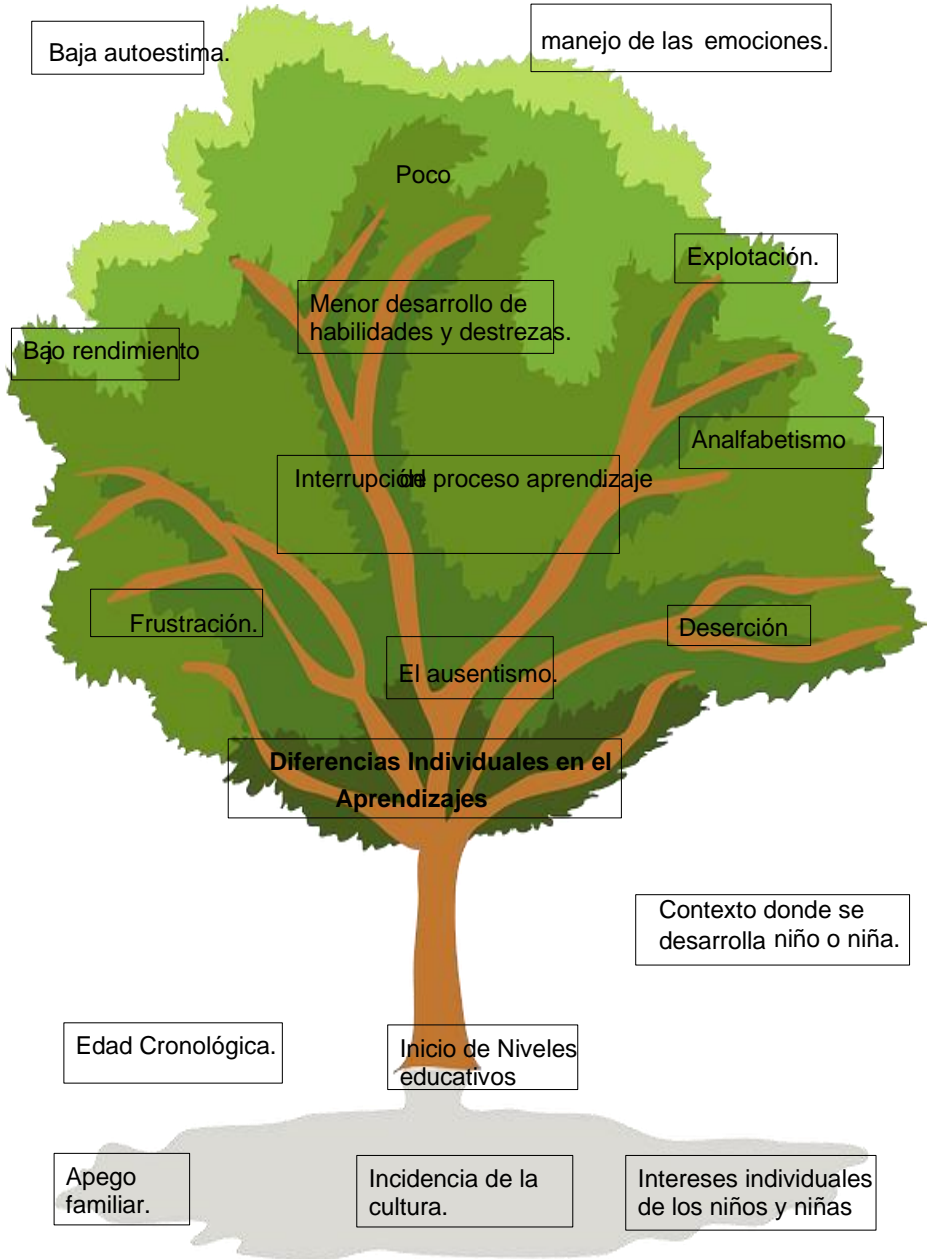 Baja autoestima.
manejo de las emociones.
Poco
Explotación.
Menor desarrollo de
habilidades y destrezas.
Bajo rendimiento
Analfabetismo
Interrupción del proceso aprendizaje.
Frustración.
Deserción
El ausentismo.
Diferencias Individuales en el
Aprendizajes
Contexto donde se
desarrolla niño o niña.
Edad Cronológica.
Inicio de Niveles
educativos
Apego
familiar.
Incidencia de la
cultura.
Intereses individuales
de los niños y niñas